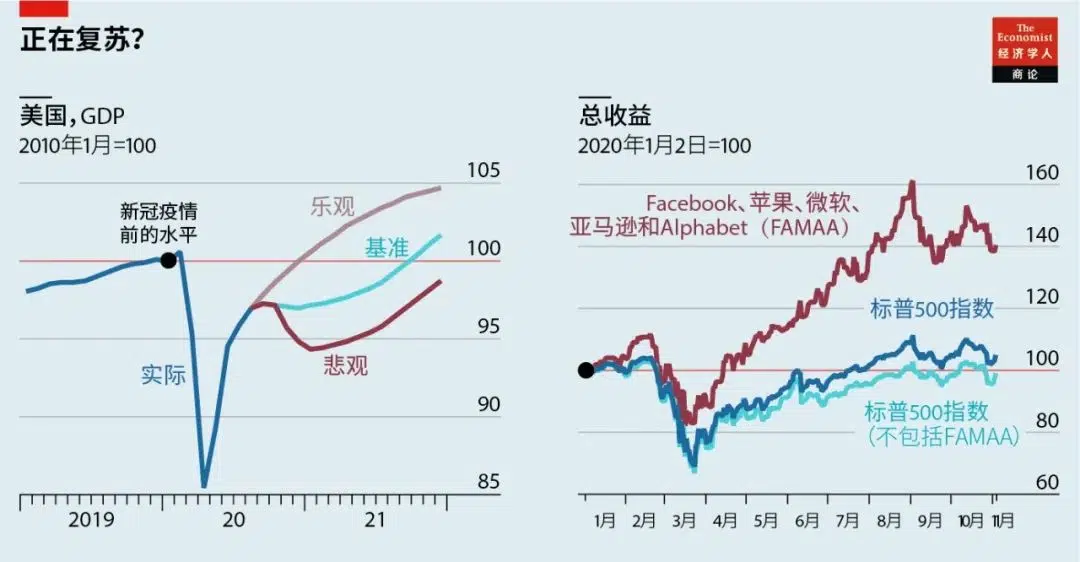 正在复苏？
The
Economist
经济学人
商论
美国，GDP
2010年1月=100
105
100
95
90
85
新冠疫情
前的水平
乐观
基准
悲观
实际
2019
20
21
总收益
2020年1月2日=100
160
140
120
100
80
60
Facebook、苹果、微软、
亚马逊和Alphabet（FAMAA）
标普500指数
标普500指数
（不包括FAMAA）
1月 2月 3月 4月 5月 6月 7月 8月 9月 10月 11月